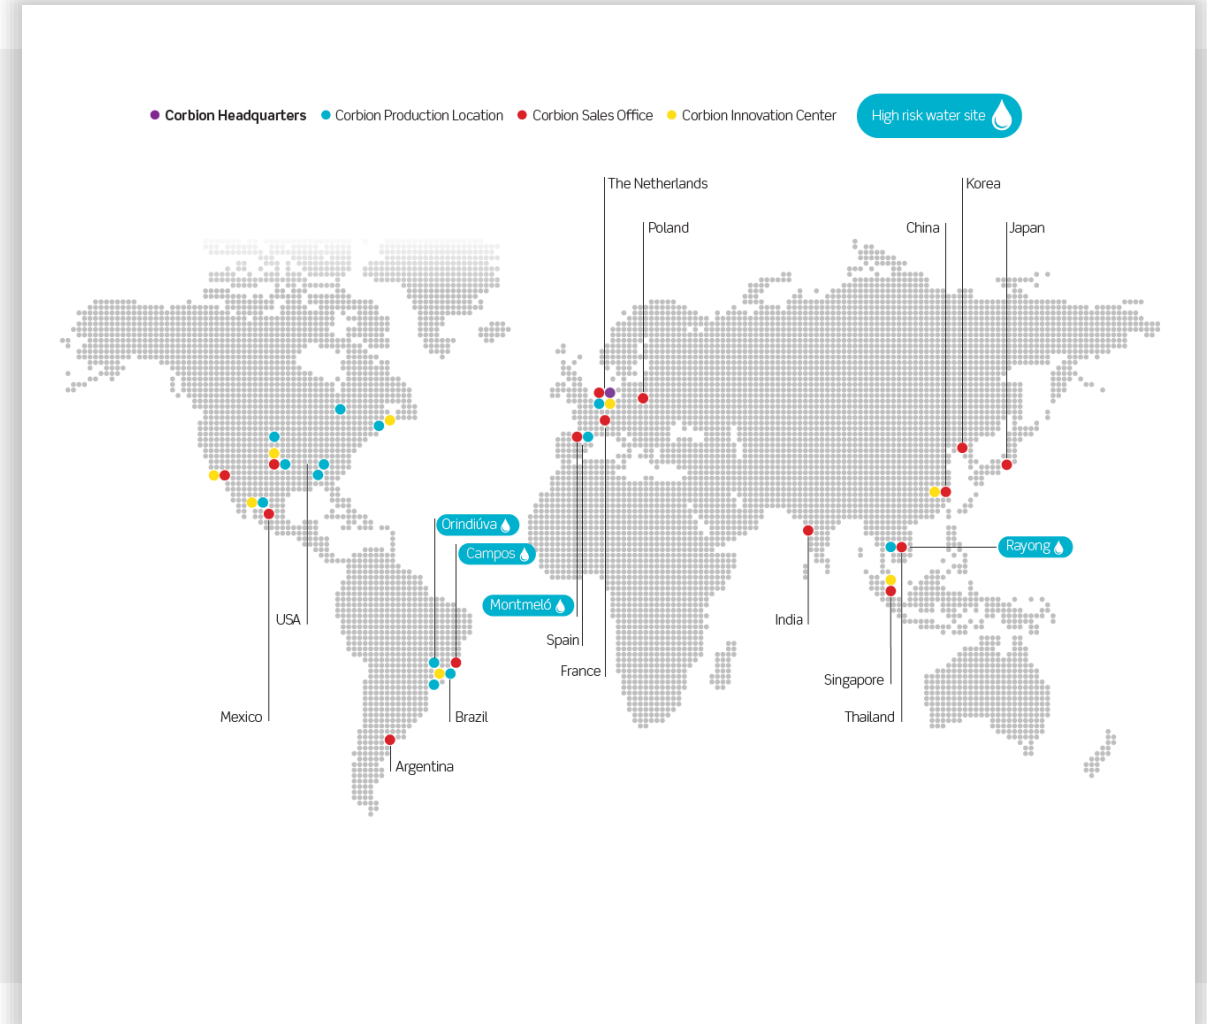 Corbion Headquarters
Corbion Production Location
Corbion Sales Office
Corbion Innovation Center
High risk water site
The Netherlands
Korea
Poland
China
Japan
Orindiúva
Campos
Rayong
Montmeló
USA
India
Spain
France
Singapore
Mexico
Brazil
Thailand
Argentina